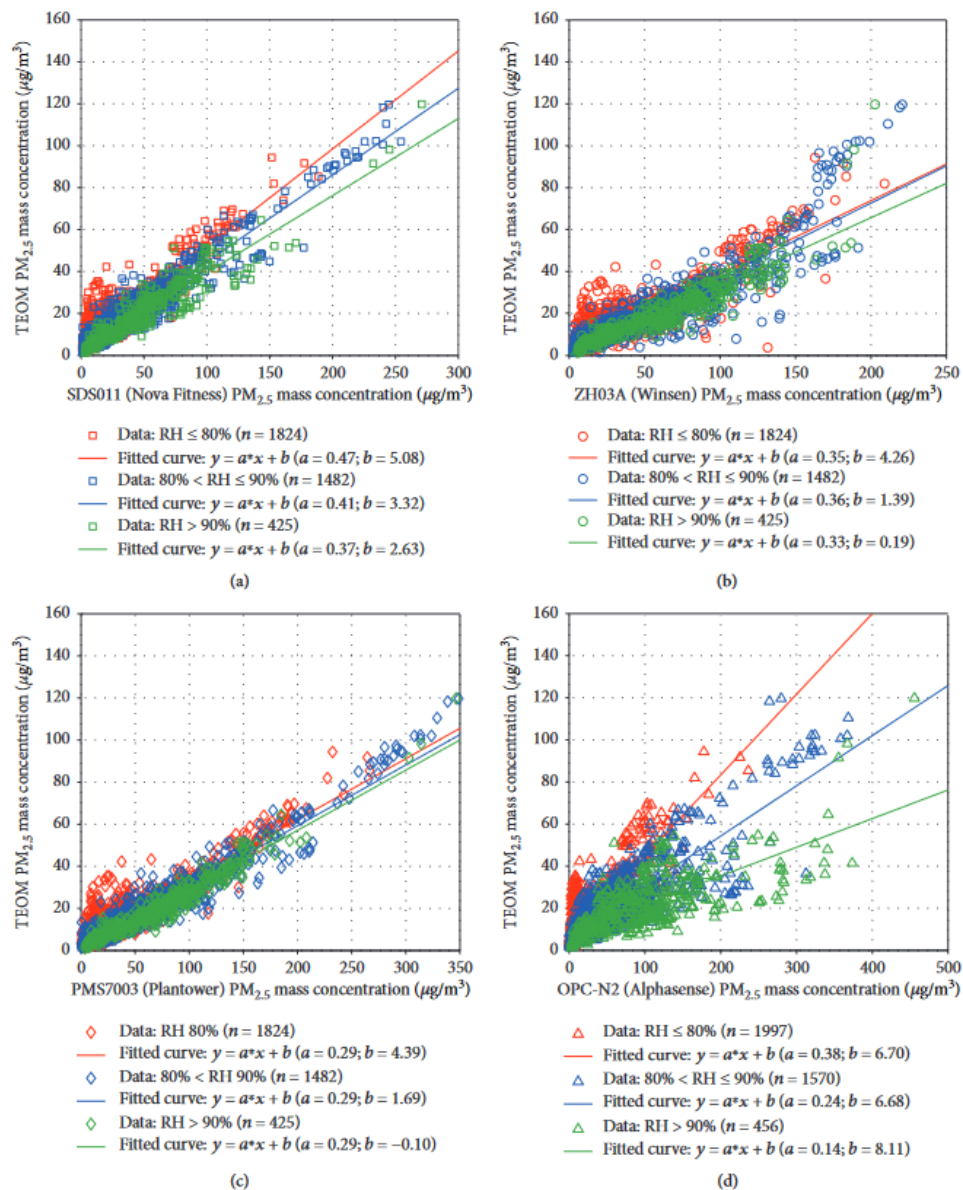 160
140
120
100
80
60
40
20
0
TEOM PM2.5 mass concentration (μg/m3)
0 50 100 150 200 250 300
SDS011 (Nova Fitness) PM2.5 mass concentration (μg/m3)
Data: RH ≤ 80% (n = 1824)
Fitted curve: y = a*x + b (a = 0.47; b = 5.08)
Data: 80% < RH ≤ 90% (n = 1482)
Fitted curve: y = a*x + b (a = 0.41; b = 3.32)
Data: RH > 90% (n = 425)
Fitted curve: y = a*x + b (a = 0.37; b = 2.63)
(a)
160
140
120
100
80
60
40
20
0
TEOM PM2.5 mass concentration (μg/m3)
0 50 100 150 200 250
ZH03A (Winsen) PM2.5 mass concentration (μg/m3)
Data: RH ≤ 80% (n = 1824)
Fitted curve: y = a*x + b (a = 0.35; b = 4.26)
Data: 80% < RH ≤ 90% (n = 1482)
Fitted curve: y = a*x + b (a = 0.36; b = 1.39)
Data: RH > 90% (n = 425)
Fitted curve: y = a*x + b (a = 0.33; b = 0.19)
(b)
160
140
120
100
80
60
40
20
0
TEOM PM2.5 mass concentration (μg/m3)
0 50 100 150 200 250 300 350
PMS7003 (Plantower) PM2.5 mass concentration (μg/m3)
Data: RH 80% (n = 1824)
Fitted curve: y = a*x + b (a = 0.29; b = 4.39)
Data: 80% < RH 90% (n = 1482)
Fitted curve: y = a*x + b (a = 0.29; b = 1.69)
Data: RH > 90% (n = 425)
Fitted curve: y = a*x + b (a = 0.29; b = −0.10)
(c)
160
140
120
100
80
60
40
20
0
TEOM PM2.5 mass concentration (μg/m3)
0 100 200 300 400 500
OPC-N2 (Alphasense) PM2.5 mass concentration (μg/m3)
Data: RH ≤ 80% (n = 1997)
Fitted curve: y = a*x + b (a = 0.38; b = 6.70)
Data: 80% < RH ≤ 90% (n = 1570)
Fitted curve: y = a*x + b (a = 0.24; b = 6.68)
Data: RH > 90% (n = 456)
Fitted curve: y = a*x + b (a = 0.14; b = 8.11)
(d)